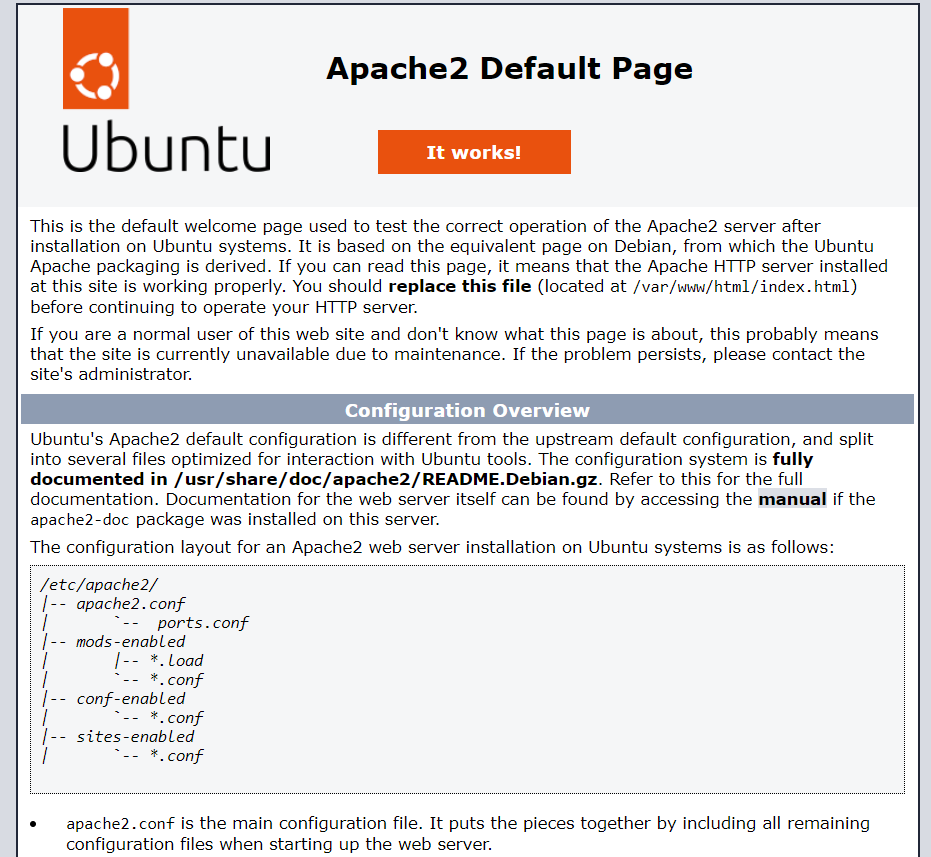 Apache2 Default Page
Ubuntu
It works!
This is the default welcome page used to test the correct operation of the Apache2 server after
installation on Ubuntu systems. It is based on the equivalent page on Debian, from which the Ubuntu
Apache packaging is derived. If you can read this page, it means that the Apache HTTP server installed
at this site is working properly. You should replace this file (located at /var/www/html/index.html)
before continuing to operate your HTTP server.
If you are a normal user of this web site and don't know what this page is about, this probably means
that the site is currently unavailable due to maintenance. If the problem persists, please contact the
site's administrator.
Configuration Overview
Ubuntu's Apache2 default configuration is different from the upstream default configuration, and split
into several files optimized for interaction with Ubuntu tools. The configuration system is fully
documented in /usr/share/doc/apache2/README.Debian.gz. Refer to this for the full
documentation. Documentation for the web server itself can be found by accessing the manual if the
apache2-doc package was installed on this server.
The configuration layout for an Apache2 web server installation on Ubuntu systems is as follows:
/etc/apache2/
|-- apache2.conf
|       `--  ports.conf
|-- mods-enabled
|       |-- *.load
|       `-- *.conf
|-- conf-enabled
|       `-- *.conf
|-- sites-enabled
|       `-- *.conf
• apache2.conf is the main configuration file. It puts the pieces together by including all remaining
configuration files when starting up the web server.